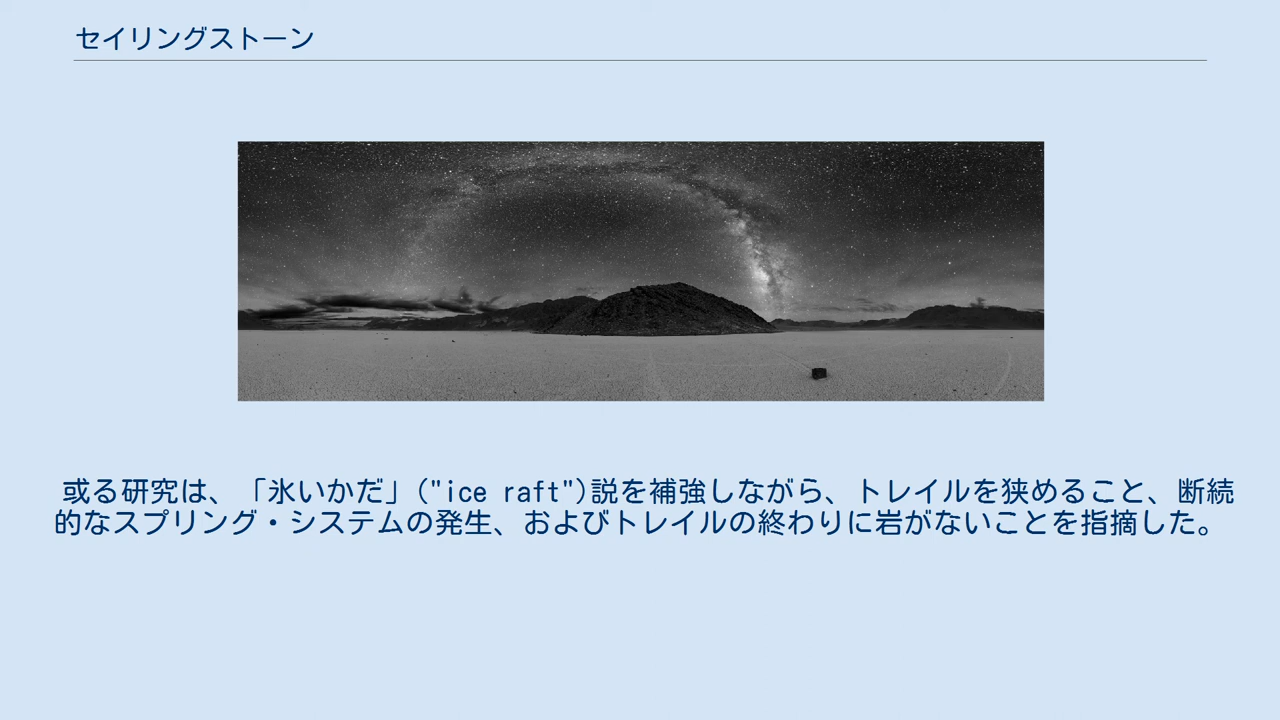 セイリングストーン
或る研究は、「氷いかだ」("ice raft")説を補強しながら、トレイルを狭めること、断続
的なスプリング・システムの発生、およびトレイルの終わりに岩がないことを指摘した。